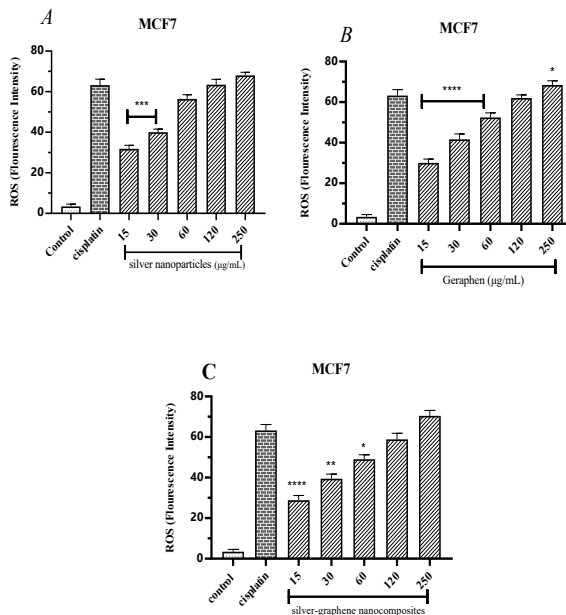 A
MCF7
ROS (Flourescence Intensity)
80
60
40
20
0
***
Control
cisplatin
15
30
60
120
250
silver nanoparticles (µg/mL)
B
MCF7
ROS (Flourescence Intensity)
80
60
40
20
0
****
*
Control
cisplatin
15
30
60
120
250
Geraphen (µg/mL)
C
MCF7
ROS (Flourescence Intensity)
80
60
40
20
0
****
**
*
control
cisplatin
15
30
60
120
250
silver-graphene nanocomposites